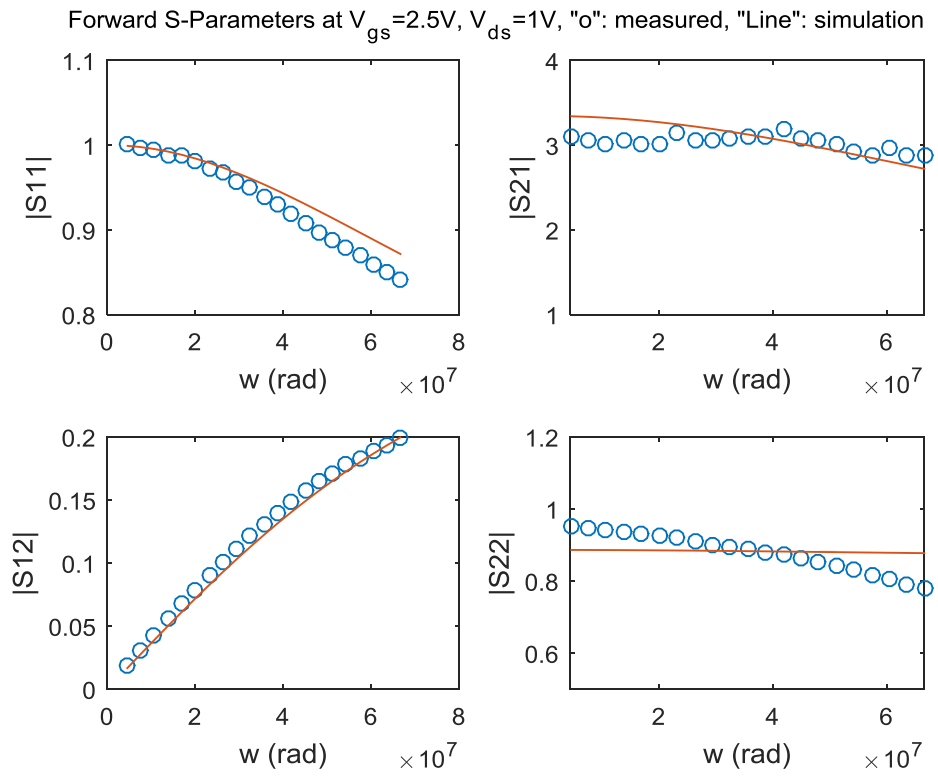 Forward S-Parameters at V_gs=2.5V, V_ds=1V, "o": measured, "Line": simulation
1.1
1
0.9
0.8
|S11|
0 2 4 6 8
w (rad)
×10^7
4
3
2
1
|S21|
0 2 4 6
w (rad)
×10^7
0.2
0.15
0.1
0.05
0
|S12|
0 2 4 6 8
w (rad)
×10^7
1.2
1
0.8
0.6
|S22|
2 4 6
w (rad)
×10^7